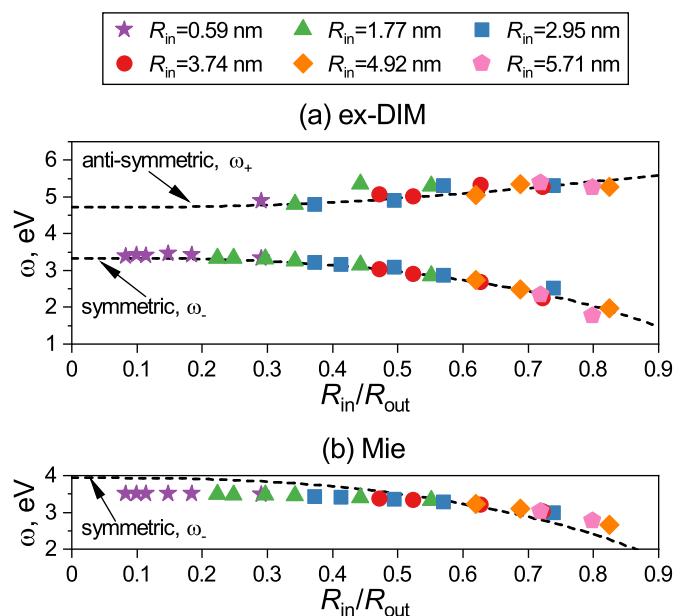 R_in=0.59 nm R_in=1.77 nm R_in=2.95 nm
R_in=3.74 nm R_in=4.92 nm R_in=5.71 nm
(a) ex-DIM
anti-symmetric, ω₊
symmetric, ω₋
ω, eV
6
5
4
3
2
1
0 0.1 0.2 0.3 0.4 0.5 0.6 0.7 0.8 0.9
R_in/R_out
(b) Mie
symmetric, ω₋
ω, eV
4
3
2
0 0.1 0.2 0.3 0.4 0.5 0.6 0.7 0.8 0.9
R_in/R_out